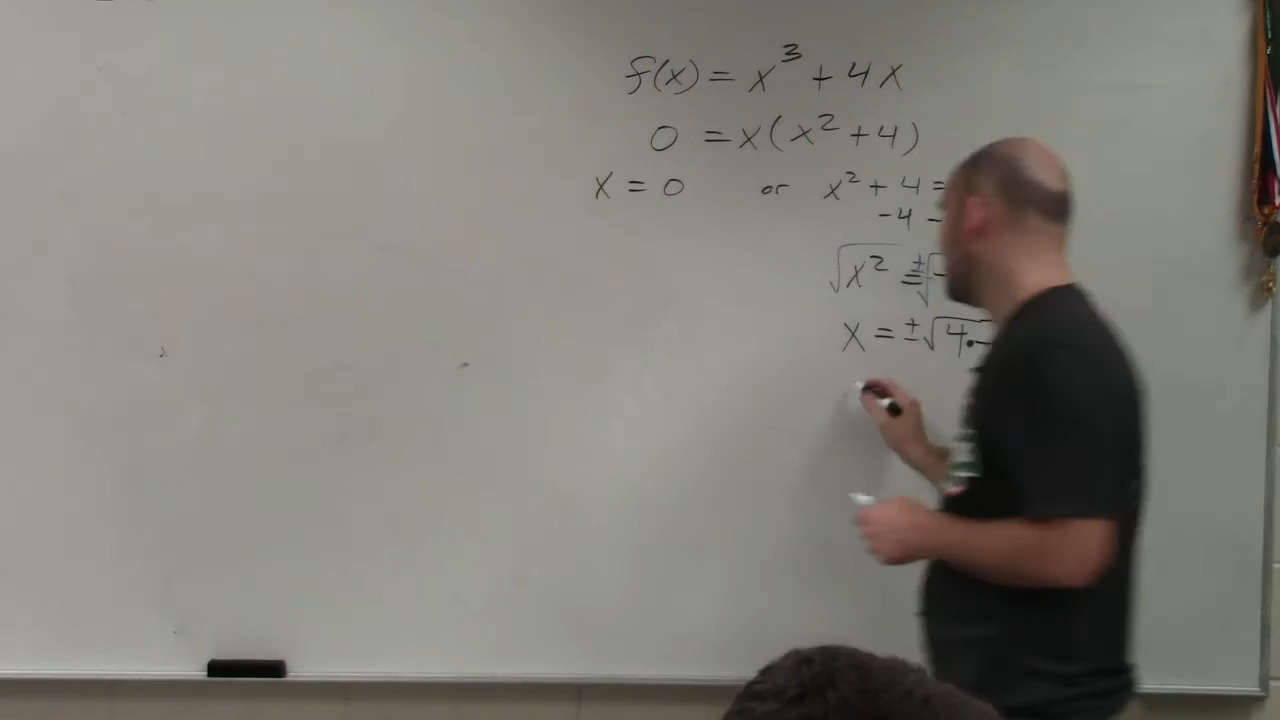 f(x) = x³ + 4x
0 = x(x² + 4)
x = 0 or x² + 4 =
-4 -
√x² = ±√-
x = ±√4•-